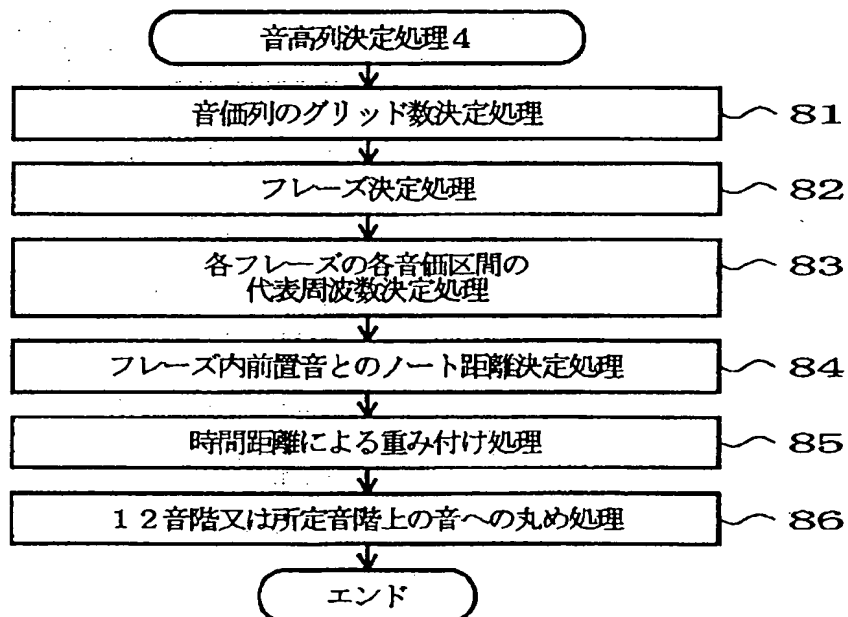 音高列決定処理４
音価列のグリッド数決定処理
81
フレーズ決定処理
82
各フレーズの各音価区間の
代表周波数決定処理
83
フレーズ内前置音とのノート距離決定処理
84
時間距離による重み付け処理
85
１２音階又は所定音階上の音への丸め処理
86
エンド